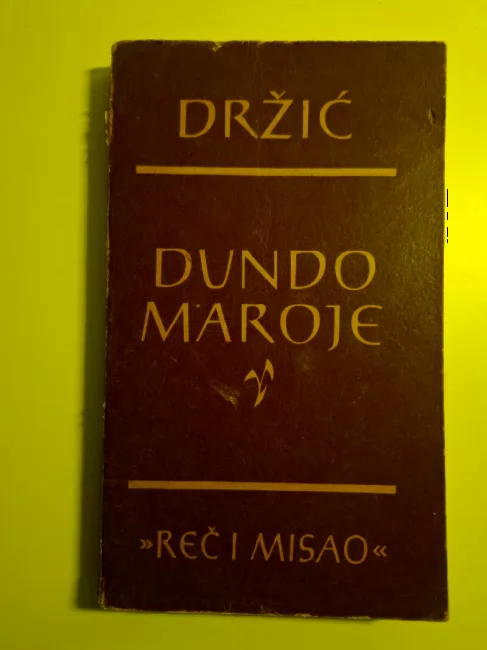 DRŽIĆ
DUNDO
MAROJE
»REČ I MISAO«